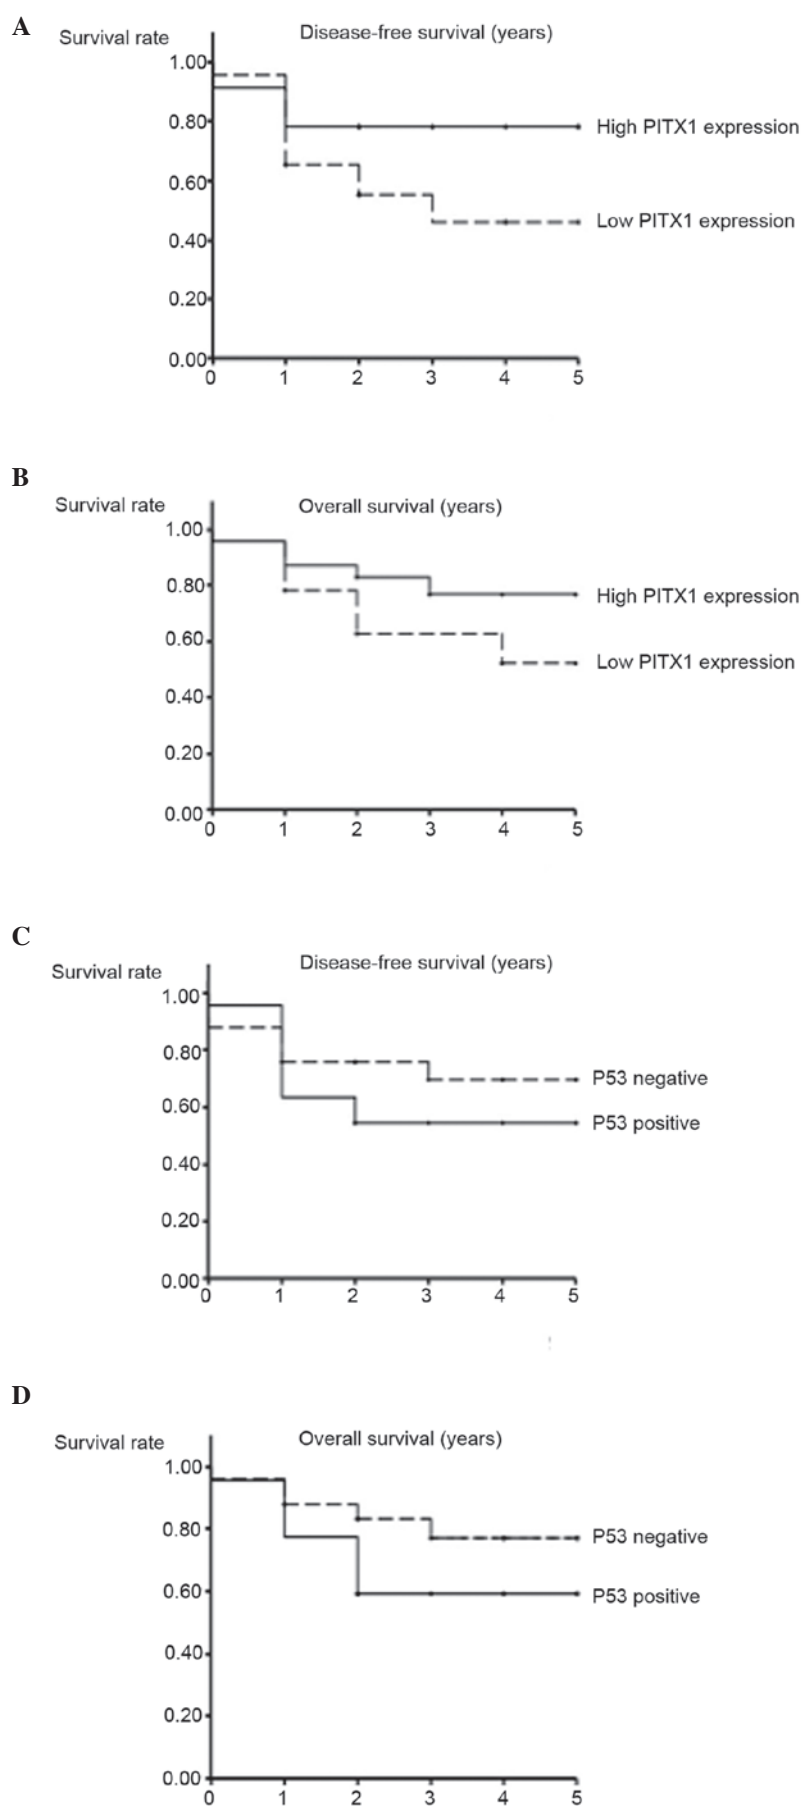 A
Survival rate
Disease-free survival (years)
1.00
0.80
High PITX1 expression
0.60
Low PITX1 expression
0.40
0.20
0.00
0 1 2 3 4 5
B
Survival rate
Overall survival (years)
1.00
0.80
High PITX1 expression
0.60
Low PITX1 expression
0.40
0.20
0.00
0 1 2 3 4 5
C
Disease-free survival (years)
Survival rate
1.00
0.80
P53 negative
0.60
P53 positive
0.40
0.20
0.00
0 1 2 3 4 5
D
Survival rate
Overall survival (years)
1.00
0.80
P53 negative
0.60
P53 positive
0.40
0.20
0.00
0 1 2 3 4 5